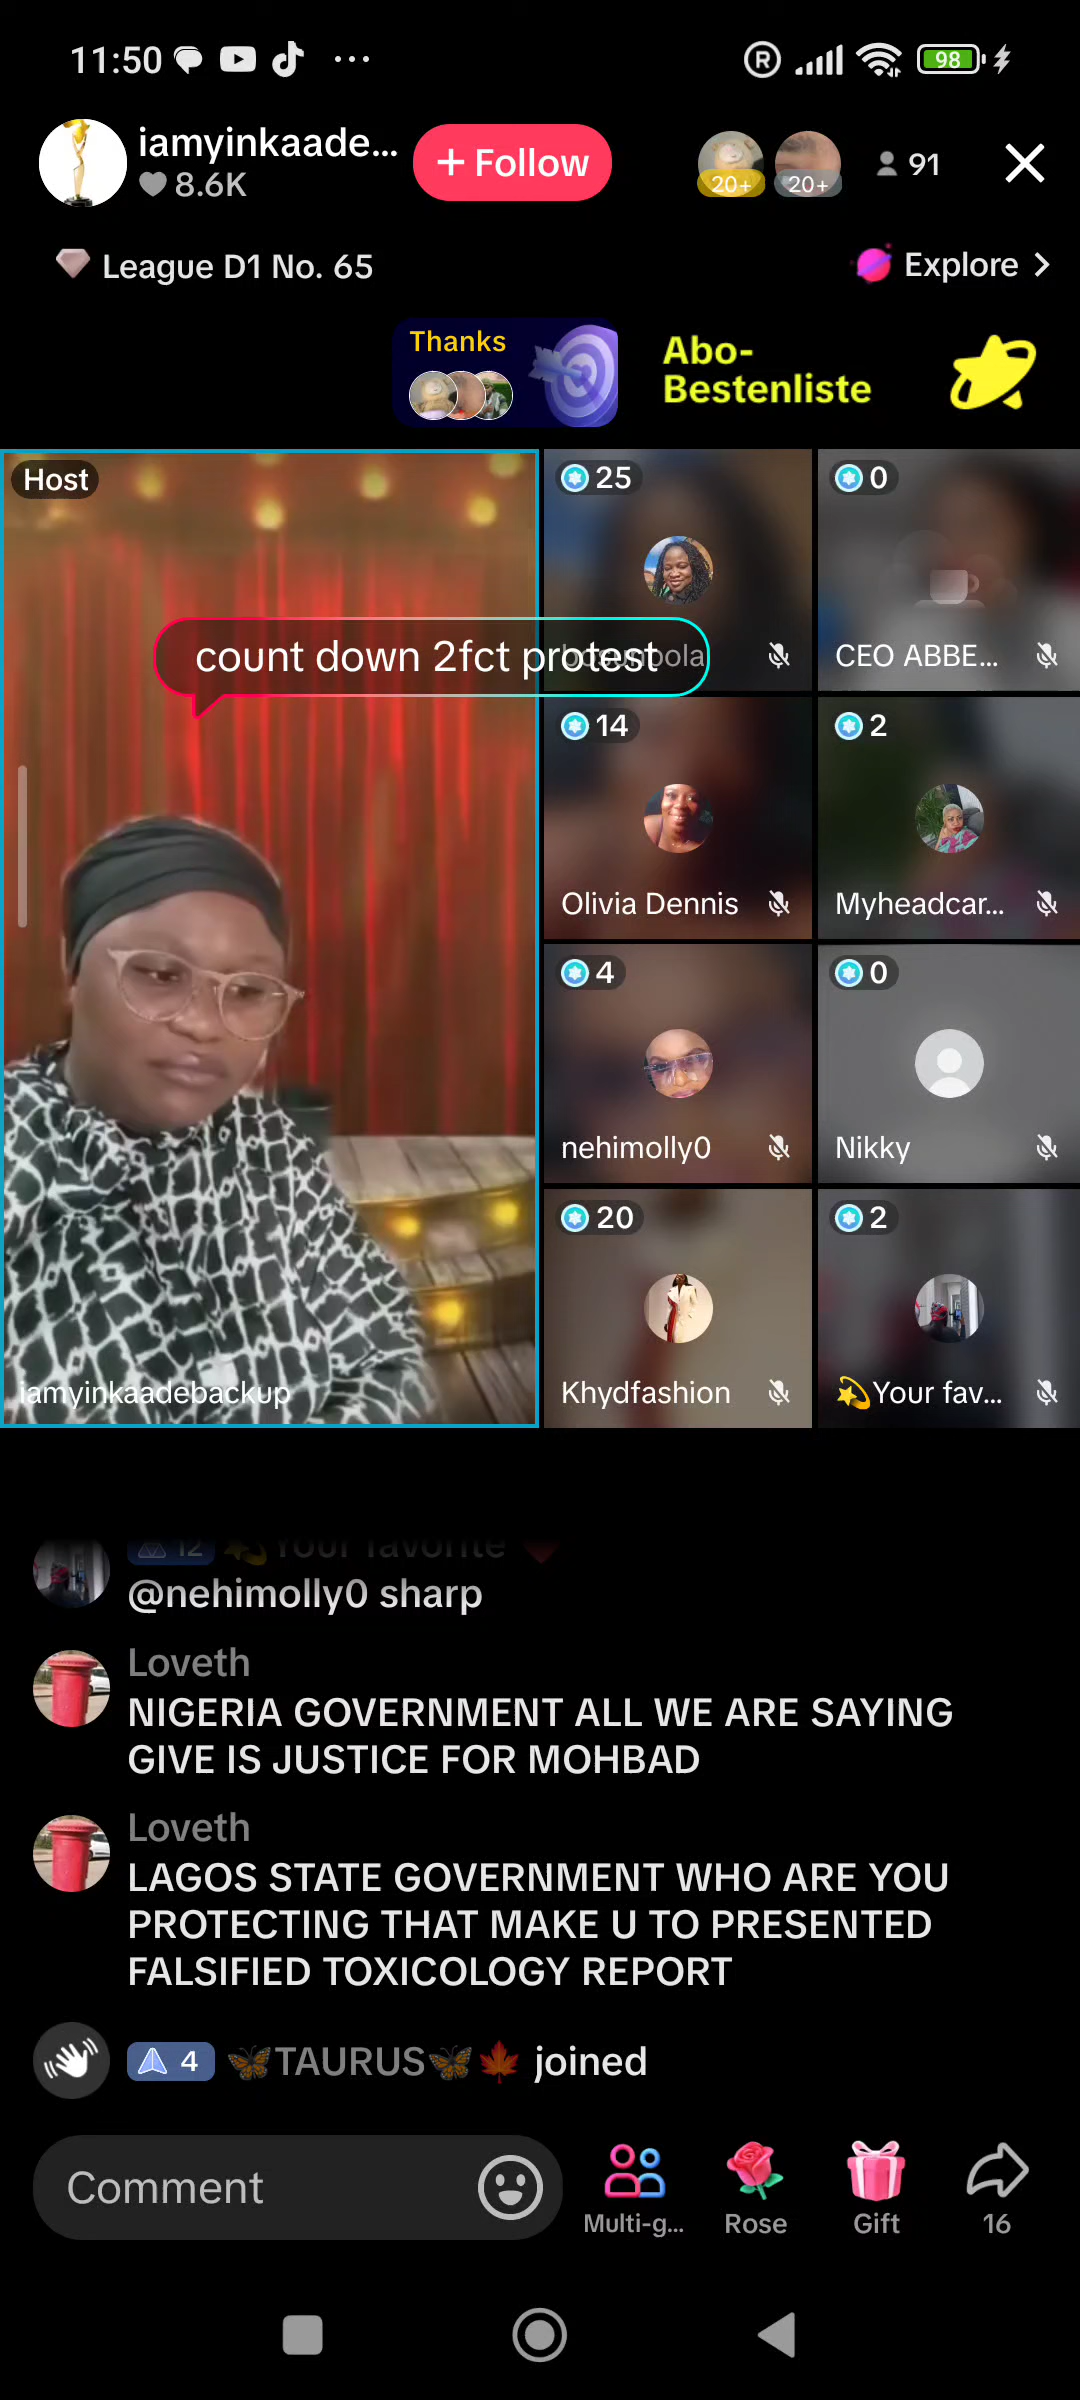 11:50
98
iamyinkaade...
8.6K
+ Follow
20+
20+
91
League D1 No. 65
Explore >
Thanks
Abo-
Bestenliste
Host
25
0
count down 2fct protest
CEO ABBE...
14
2
Olivia Dennis
Myheadcar...
4
0
nehimolly0
Nikky
20
2
iamyinkaadebackup
Khydfashion
💫Your fav...
12 💫Your favorite
@nehimolly0 sharp
Loveth
NIGERIA GOVERNMENT ALL WE ARE SAYING
GIVE IS JUSTICE FOR MOHBAD
Loveth
LAGOS STATE GOVERNMENT WHO ARE YOU
PROTECTING THAT MAKE U TO PRESENTED
FALSIFIED TOXICOLOGY REPORT
4 🦋TAURUS🦋🍁 joined
Comment
Multi-g...
Rose
Gift
16